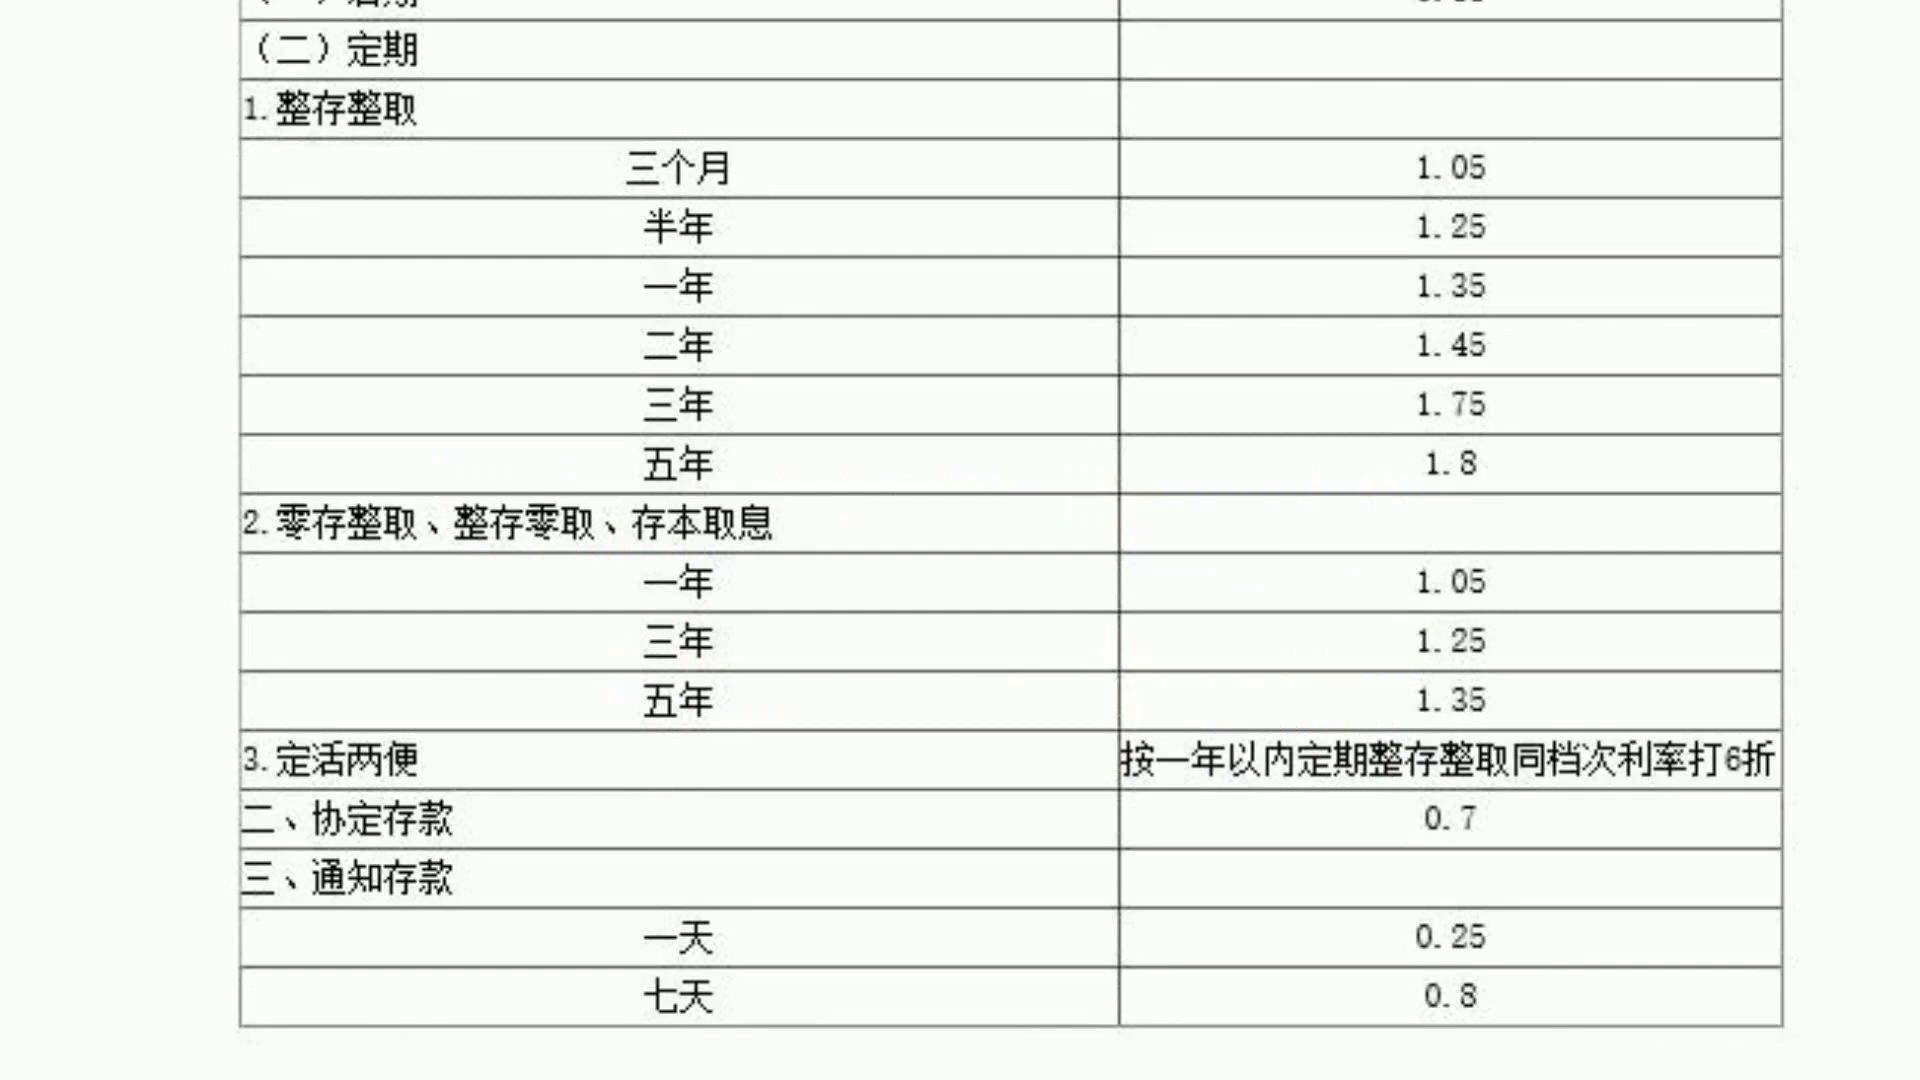 （二）定期
1.整存整取
三个月 1.05
半年 1.25
一年 1.35
二年 1.45
三年 1.75
五年 1.8
2.零存整取、整存零取、存本取息
一年 1.05
三年 1.25
五年 1.35
3.定活两便 按一年以内定期整存整取同档次利率打6折
二、协定存款 0.7
三、通知存款
一天 0.25
七天 0.8